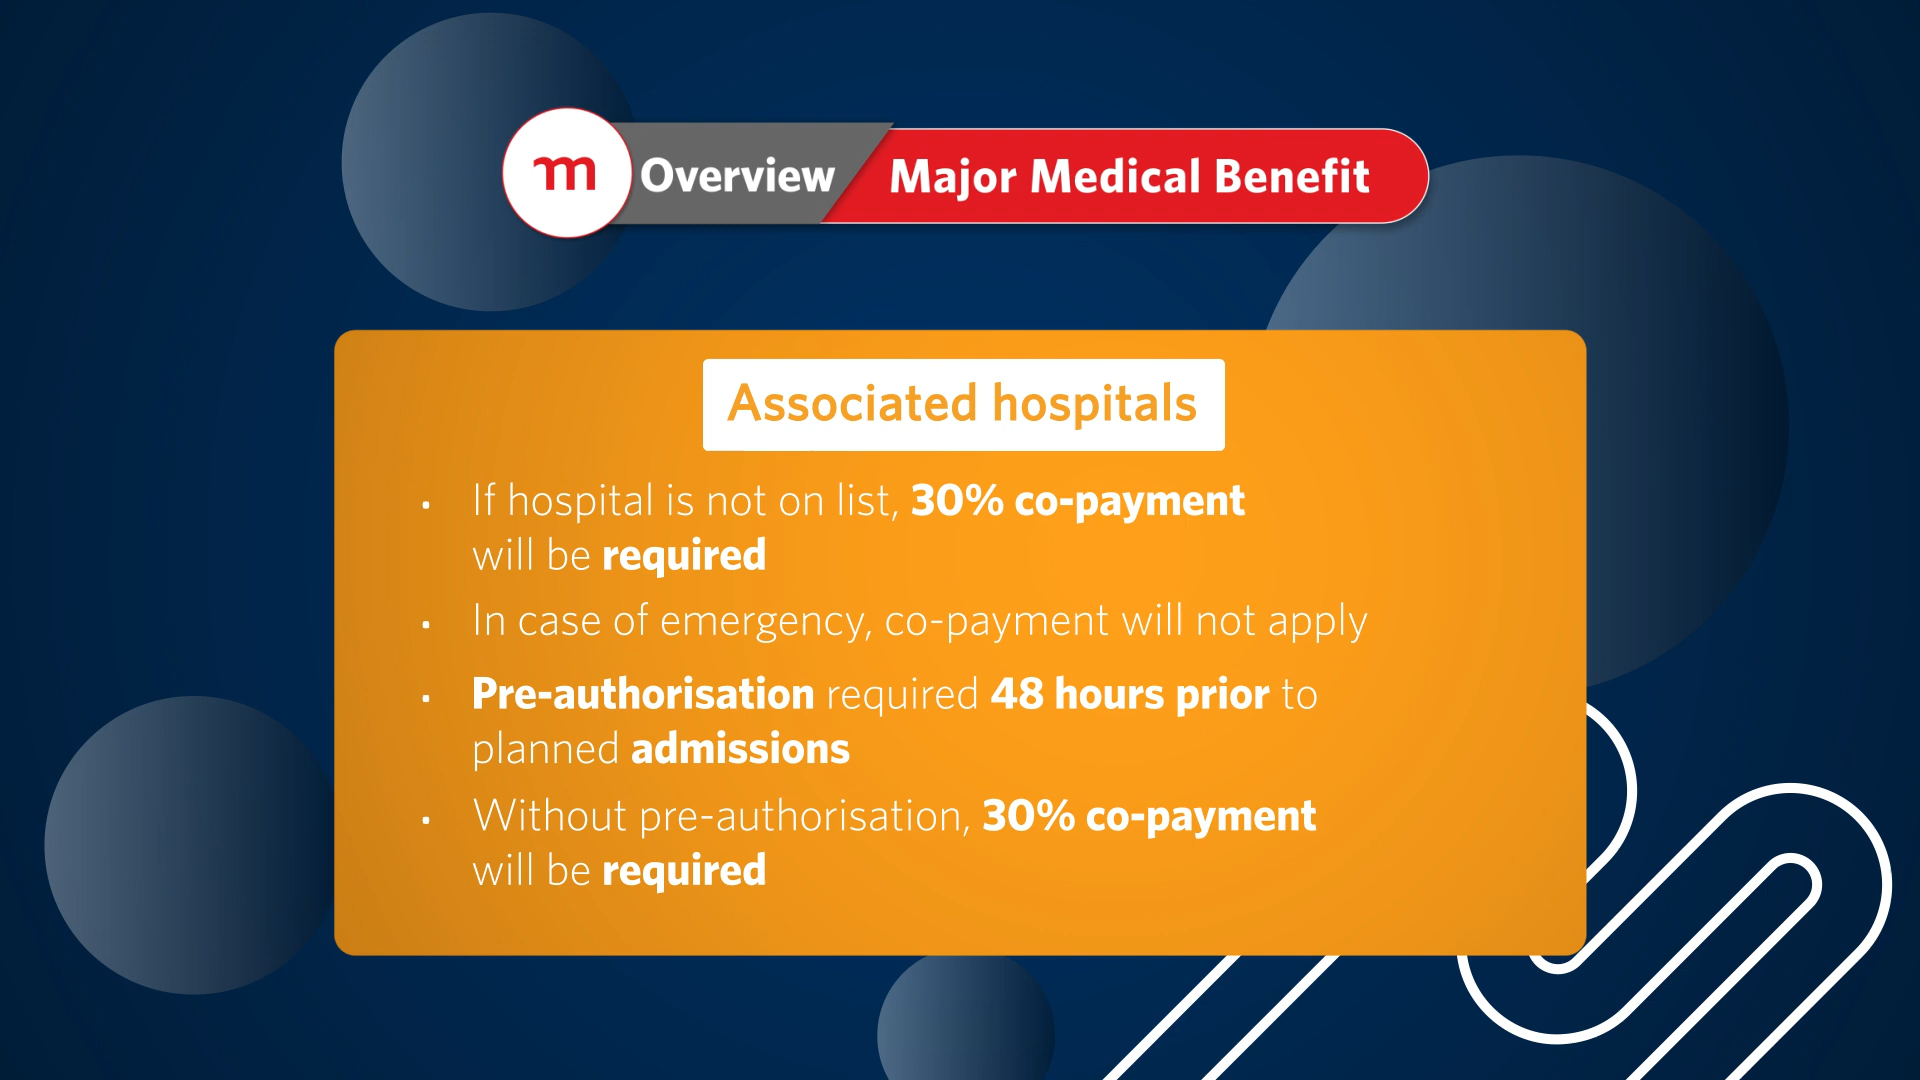 m Overview Major Medical Benefit
Associated hospitals
· If hospital is not on list, 30% co-payment
will be required
· In case of emergency, co-payment will not apply
· Pre-authorisation required 48 hours prior to
planned admissions
· Without pre-authorisation, 30% co-payment
will be required